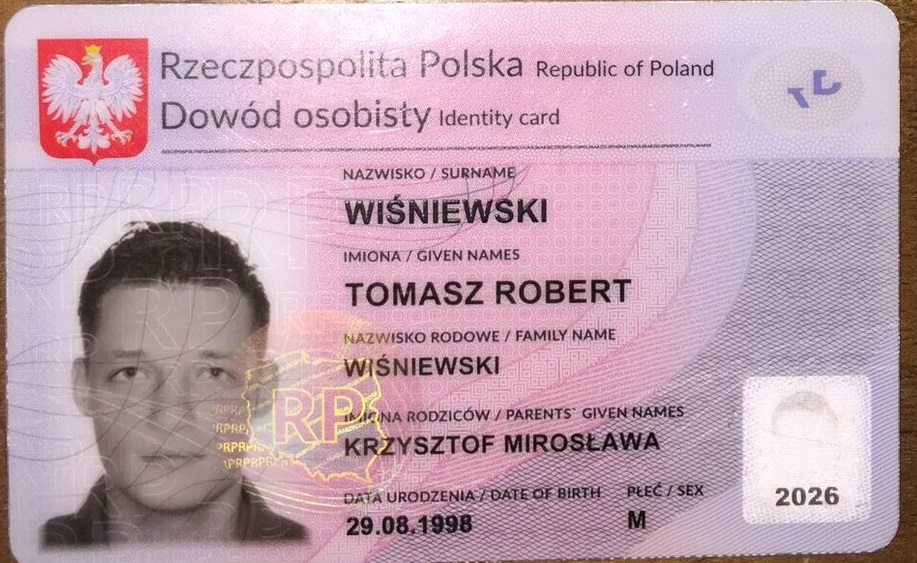 Rzeczpospolita Polska Republic of Poland
Dowód osobisty Identity card
NAZWISKO / SURNAME
WIŚNIEWSKI
IMIONA / GIVEN NAMES
TOMASZ ROBERT
NAZWISKO RODOWE / FAMILY NAME
WIŚNIEWSKI
IMIONA RODZICÓW / PARENTS´ GIVEN NAMES
KRZYSZTOF MIROSŁAWA
DATA URODZENIA / DATE OF BIRTH PŁEĆ / SEX
29.08.1998 M
RP
2026